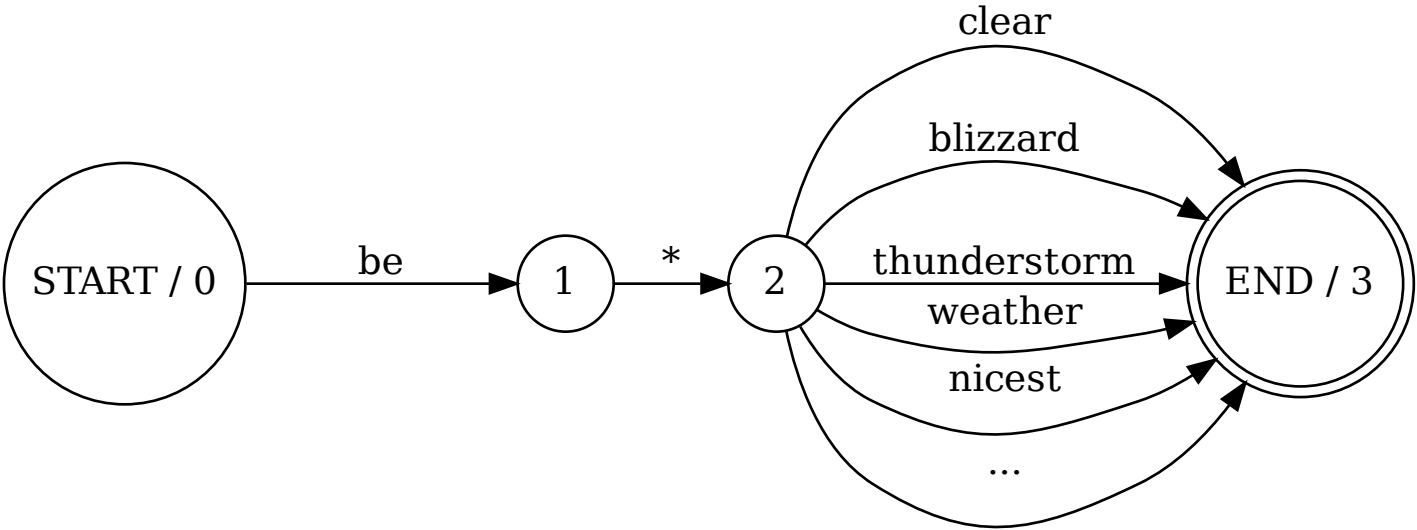 clear
blizzard
START / 0
be
1
*
2
thunderstorm
weather
nicest
...
END / 3